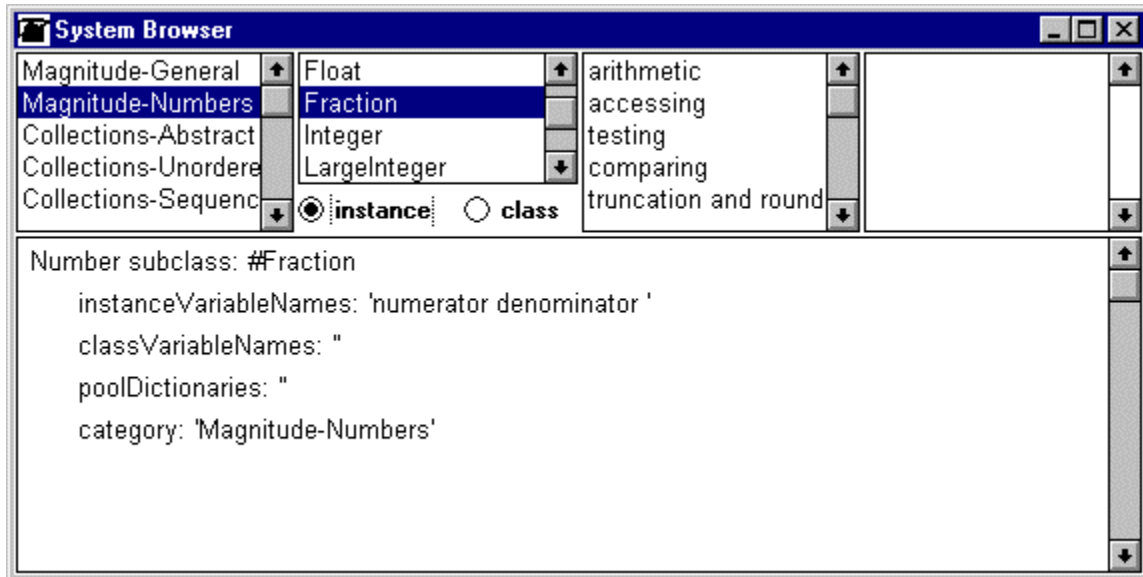 System Browser
Magnitude-General
Magnitude-Numbers
Collections-Abstract
Collections-Unordere
Collections-Sequenc
Float
Fraction
Integer
LargeInteger
instance class
arithmetic
accessing
testing
comparing
truncation and round
Number subclass: #Fraction
instanceVariableNames: 'numerator denominator '
classVariableNames: ''
poolDictionaries: ''
category: 'Magnitude-Numbers'